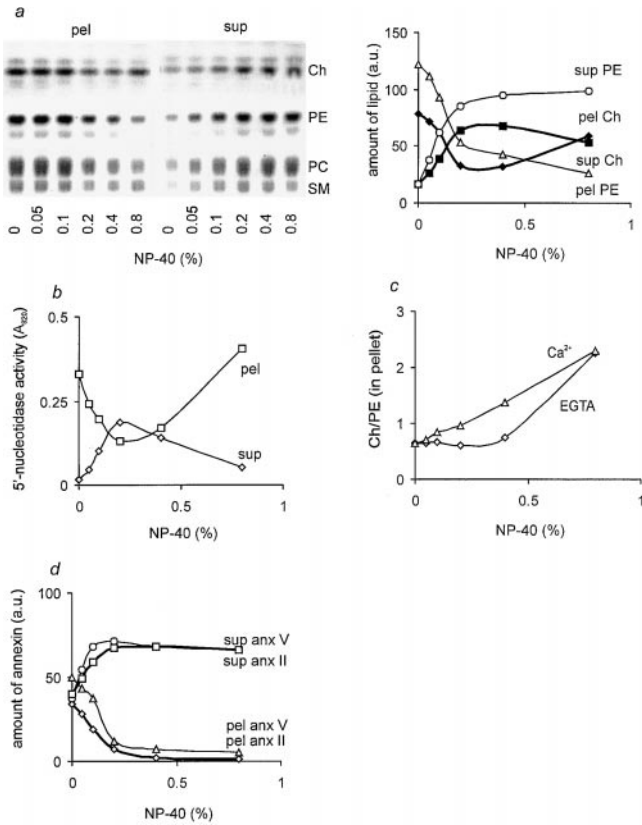 a
pel sup
Ch
PE
PC
SM
0 0.05 0.1 0.2 0.4 0.8 0 0.05 0.1 0.2 0.4 0.8
NP-40 (%)
amount of lipid (a.u.)
150
100
50
0
sup PE
pel Ch
sup Ch
pel PE
0 0.5 1
NP-40 (%)
b
5'-nucleotidase activity (A₈₂₀)
0.5
0.25
0
pel
sup
0 0.5 1
NP-40 (%)
c
Ch/PE (in pellet)
3
2
1
0
Ca²⁺
EGTA
0 0.5 1
NP-40 (%)
d
amount of annexin (a.u.)
100
50
0
sup anx V
sup anx II
pel anx V
pel anx II
0 0.5 1
NP-40 (%)